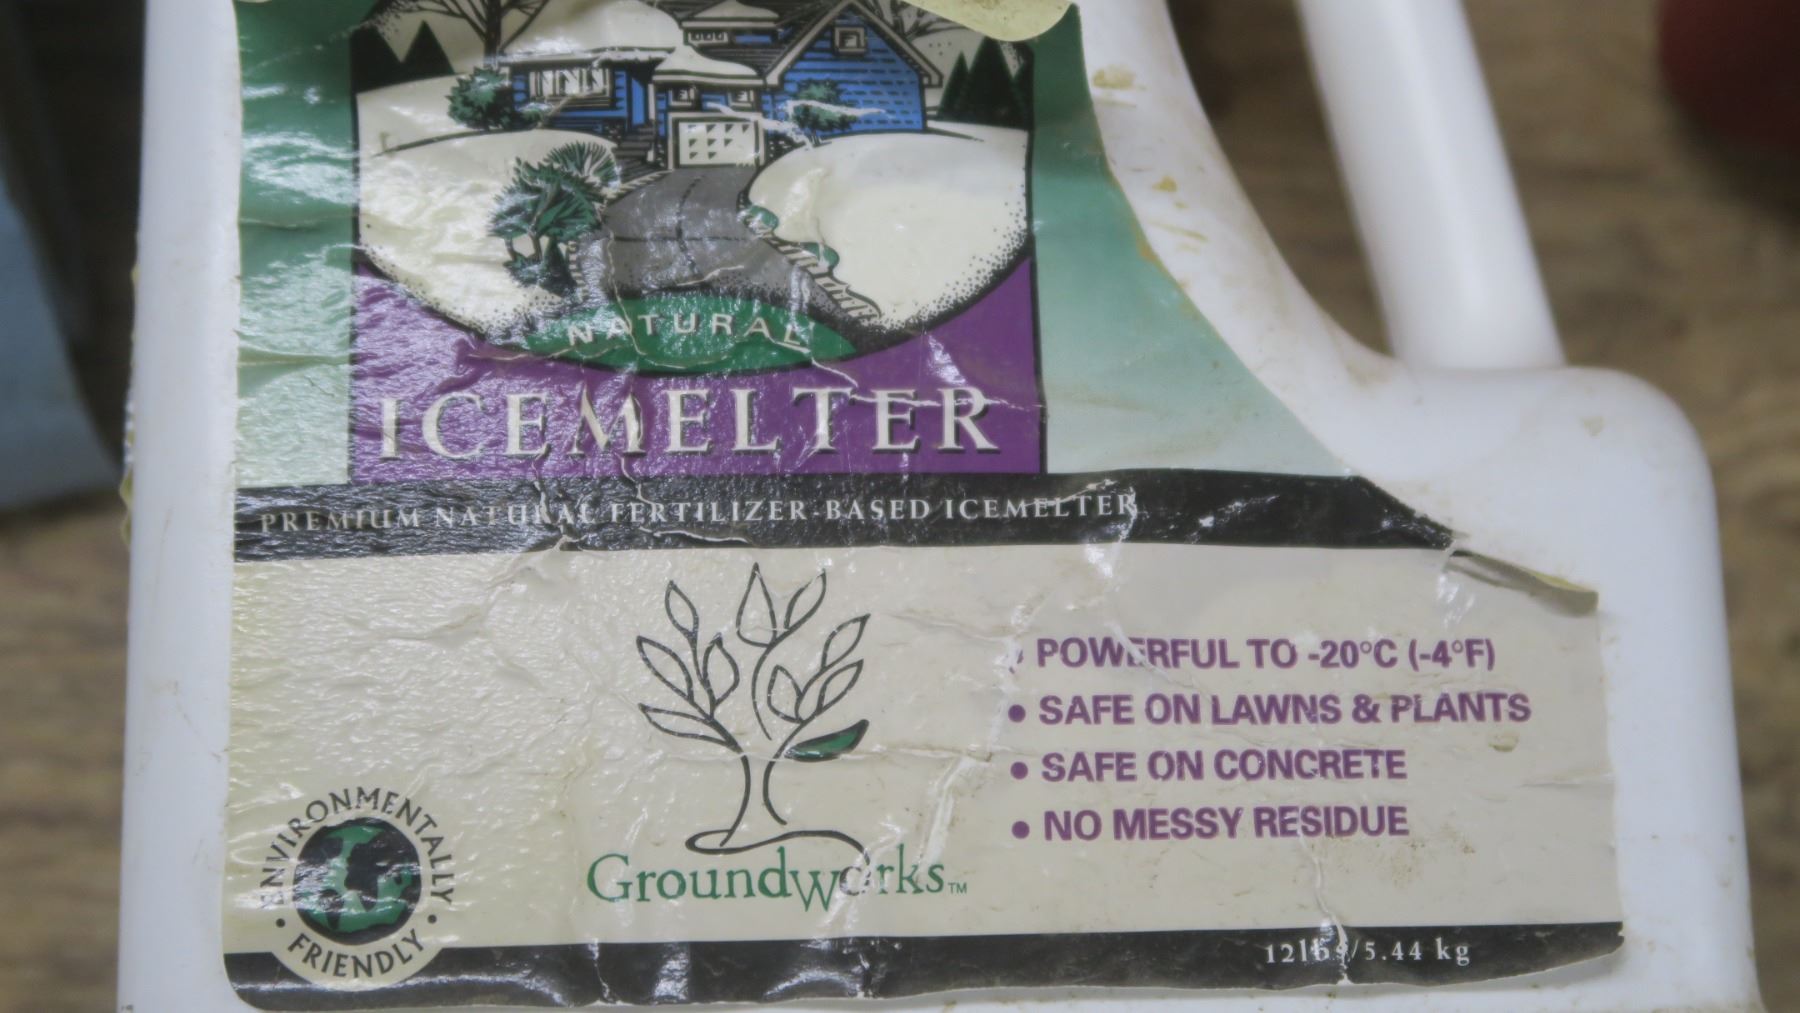 NATURAL
ICEMELTER
PREMIUM NATURAL FERTILIZER-BASED ICEMELTER
• POWERFUL TO -20°C (-4°F)
• SAFE ON LAWNS & PLANTS
• SAFE ON CONCRETE
• NO MESSY RESIDUE
ENVIRONMENTALLY
• FRIENDLY •
Groundworks™
12lbs/5.44 kg